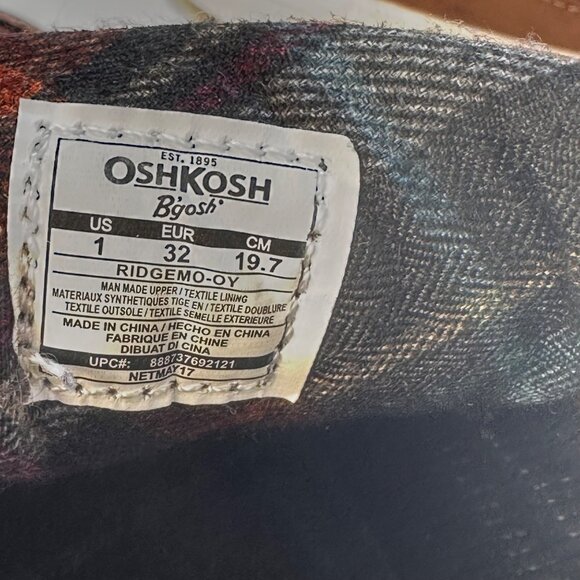 EST. 1895
OSHKOSH
B'gosh
US EUR CM
1 32 19.7
RIDGEMO-OY
MAN MADE UPPER / TEXTILE LINING
MATERIAUX SYNTHÉTIQUES TIGE EN / TEXTILE DOUBLURE
TEXTILE OUTSOLE / TEXTILE SEMELLE EXTÉRIEURE
MADE IN CHINA / HECHO EN CHINA
FABRIQUE EN CHINE
DIBUAT DI CINA
UPC#: 888737692121
NETMAY17